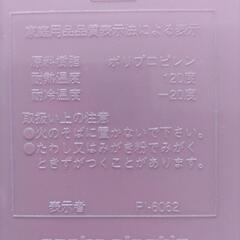 家庭用品品質表示法による表示
原料樹脂 ポリプロピレン
耐熱温度 120度
耐冷温度 −20度
取扱い上の注意
●火のそばに置かないで下さい。
●たわし又はみがき粉でみがく
ときずがつくことがあります。
表示者 PI-6062